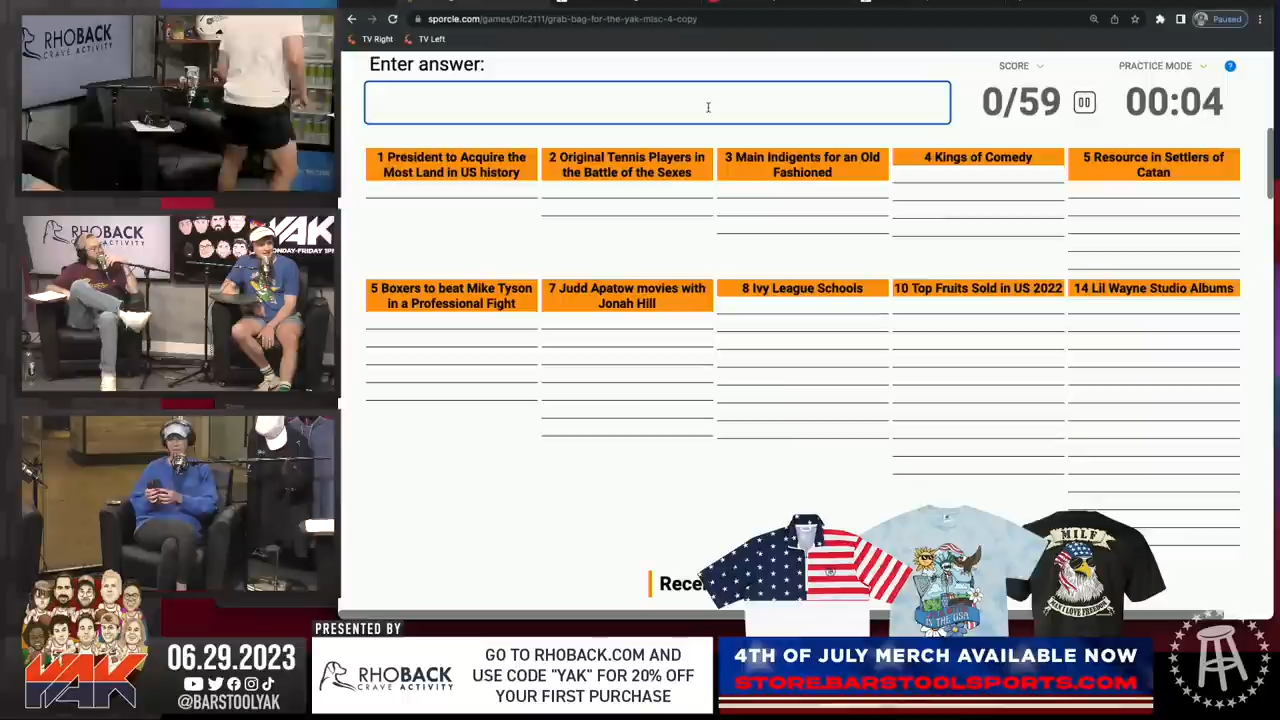 sporcle.com/games/Dfc2111/grab-bag-for-the-yak-misc-4-copy
Paused
TV Right
TV Left
Enter answer:
SCORE
PRACTICE MODE
?
0/59
00:04
1 President to Acquire the
Most Land in US history
2 Original Tennis Players in
the Battle of the Sexes
3 Main Indigents for an Old
Fashioned
4 Kings of Comedy
5 Resource in Settlers of
Catan
5 Boxers to beat Mike Tyson
in a Professional Fight
7 Judd Apatow movies with
Jonah Hill
8 Ivy League Schools
10 Top Fruits Sold in US 2022
14 Lil Wayne Studio Albums
RHOBACK
CRAVE ACTIVITY
RHOBACK
ACTIVITY
YAK
MONDAY-FRIDAY 1PM
MILF
IN THE USA
PRESENTED BY
YAK
06.29.2023
@BARSTOOLYAK
RHOBACK
CRAVE ACTIVITY
GO TO RHOBACK.COM AND
USE CODE "YAK" FOR 20% OFF
YOUR FIRST PURCHASE
4TH OF JULY MERCH AVAILABLE NOW
STORE.BARSTOOLSPORTS.COM